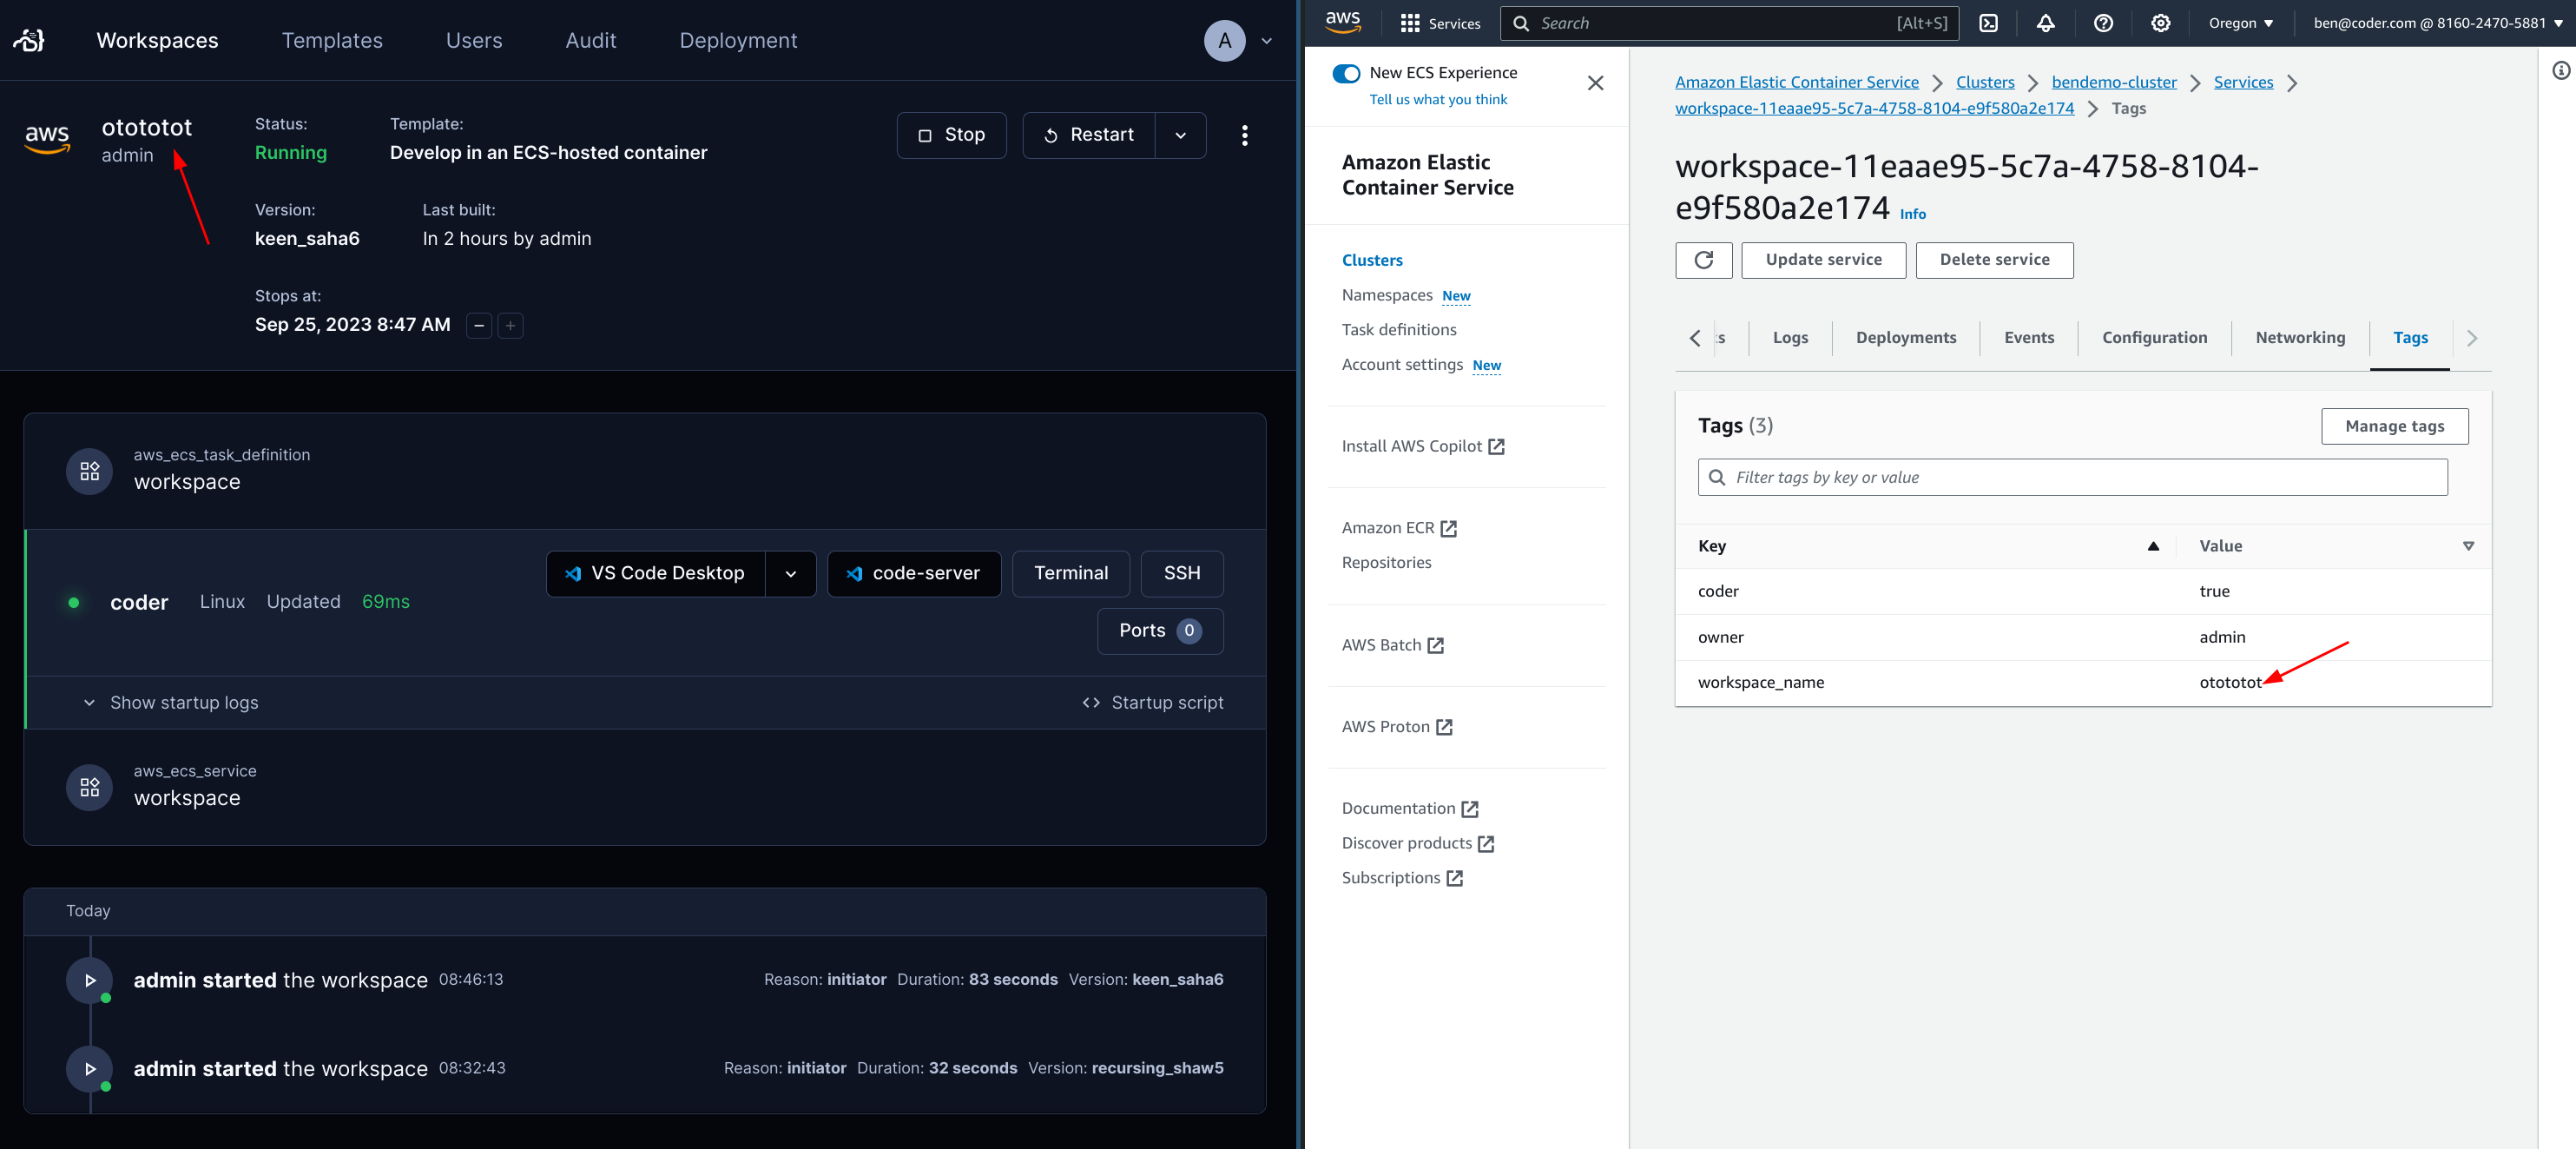 Workspaces Templates Users Audit Deployment A
aws
otototot
admin
Status:
Running
Template:
Develop in an ECS-hosted container
Stop
Restart
Version:
keen_saha6
Last built:
In 2 hours by admin
Stops at:
Sep 25, 2023 8:47 AM
aws_ecs_task_definition
workspace
coder Linux Updated 69ms
VS Code Desktop code-server Terminal SSH
Ports 0
Show startup logs Startup script
aws_ecs_service
workspace
Today
admin started the workspace 08:46:13 Reason: initiator Duration: 83 seconds Version: keen_saha6
admin started the workspace 08:32:43 Reason: initiator Duration: 32 seconds Version: recursing_shaw5
aws Services Search [Alt+S] Oregon ben@coder.com @ 8160-2470-5881
New ECS Experience
Tell us what you think
Amazon Elastic
Container Service
Clusters
Namespaces New
Task definitions
Account settings New
Install AWS Copilot
Amazon ECR
Repositories
AWS Batch
AWS Proton
Documentation
Discover products
Subscriptions
Amazon Elastic Container Service Clusters bendemo-cluster Services
workspace-11eaae95-5c7a-4758-8104-e9f580a2e174 Tags
workspace-11eaae95-5c7a-4758-8104-
e9f580a2e174 Info
Update service Delete service
s Logs Deployments Events Configuration Networking Tags
Tags (3) Manage tags
Filter tags by key or value
Key Value
coder true
owner admin
workspace_name otototot